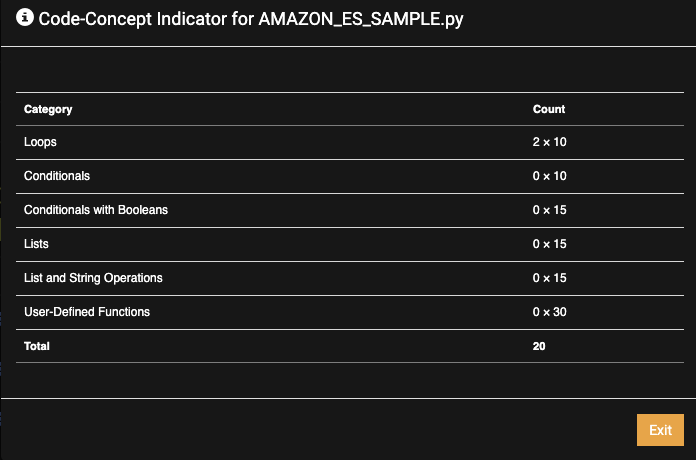 Code-Concept Indicator for AMAZON_ES_SAMPLE.py
Category Count
Loops 2 x 10
Conditionals 0 x 10
Conditionals with Booleans 0 x 15
Lists 0 x 15
List and String Operations 0 x 15
User-Defined Functions 0 x 30
Total 20
Exit